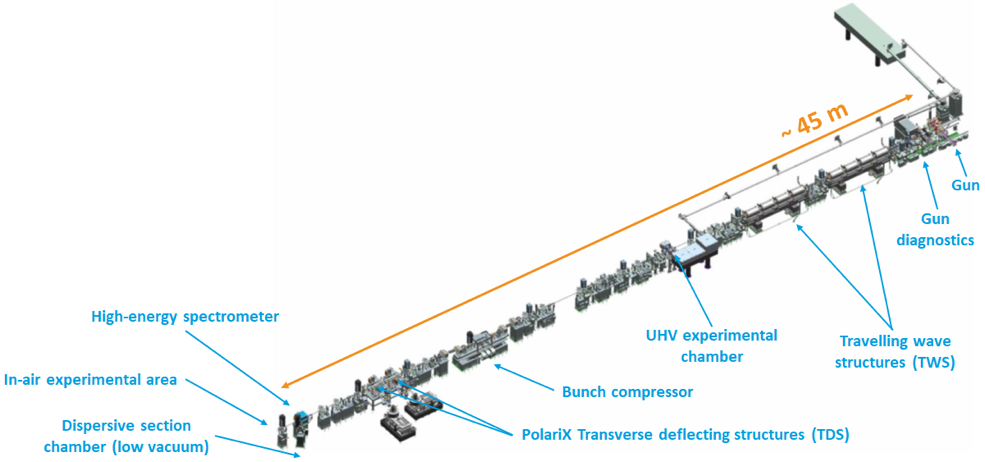 ~ 45 m
Gun
Gun
diagnostics
Travelling wave
structures (TWS)
UHV experimental
chamber
Bunch compressor
PolariX Transverse deflecting structures (TDS)
High-energy spectrometer
In-air experimental area
Dispersive section
chamber (low vacuum)